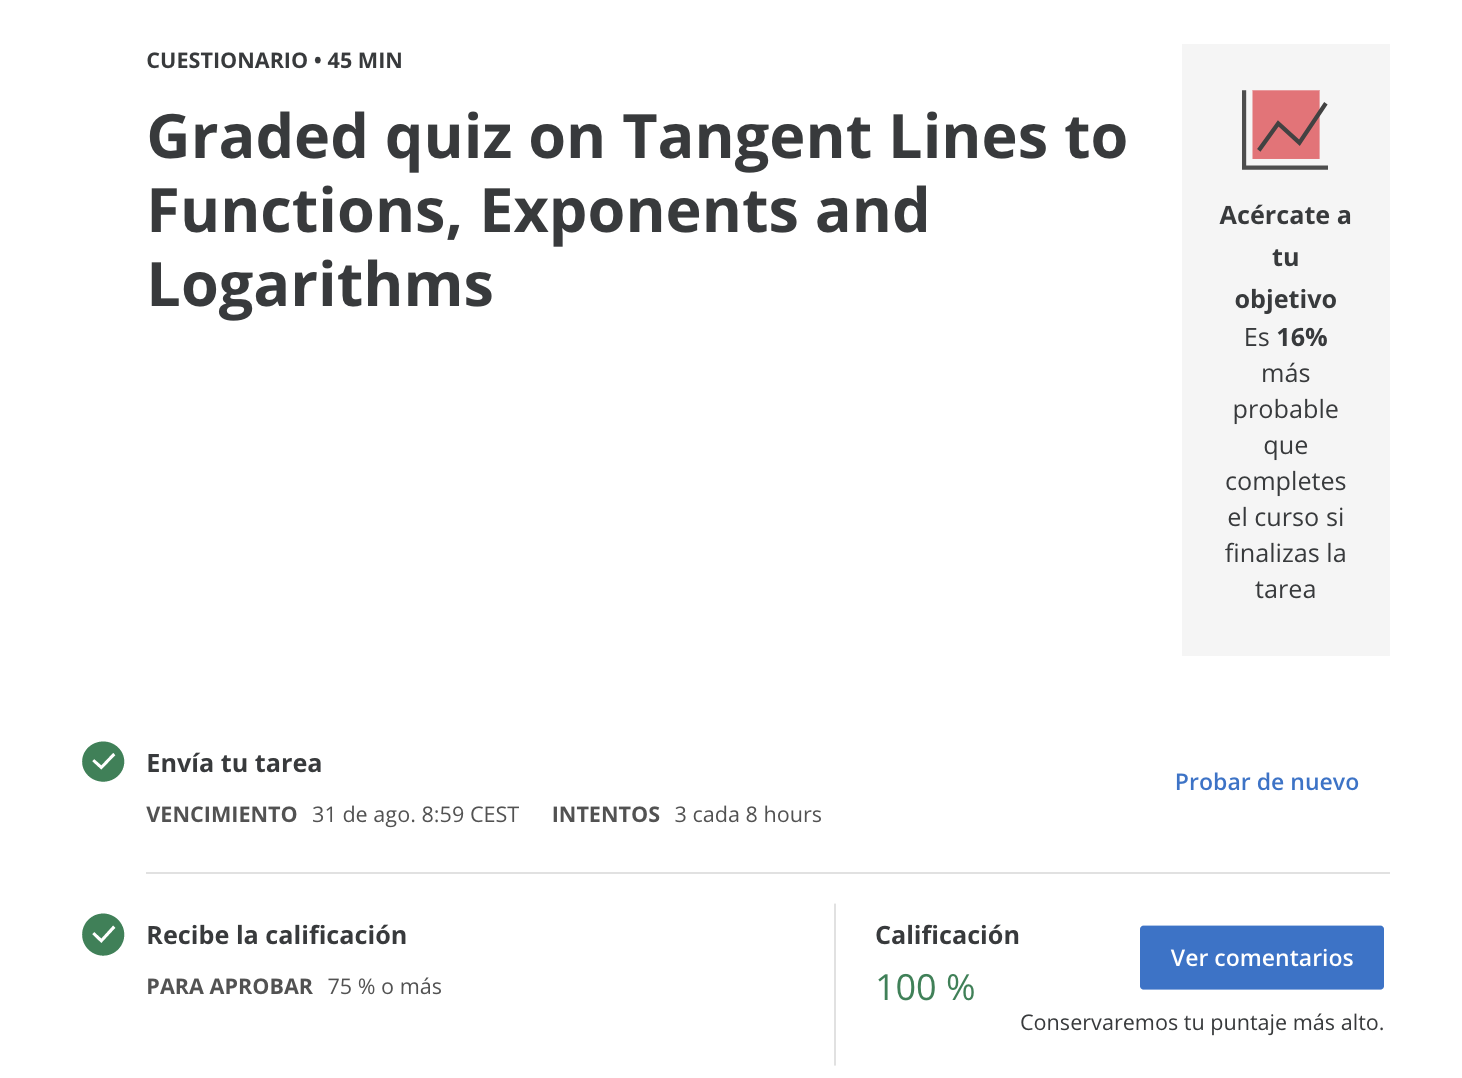 CUESTIONARIO • 45 MIN
Graded quiz on Tangent Lines to
Functions, Exponents and
Logarithms
Acércate a
tu
objetivo
Es 16%
más
probable
que
completes
el curso si
finalizas la
tarea
Envía tu tarea
VENCIMIENTO 31 de ago. 8:59 CEST INTENTOS 3 cada 8 hours
Probar de nuevo
Recibe la calificación
PARA APROBAR 75 % o más
Calificación
100 %
Ver comentarios
Conservaremos tu puntaje más alto.